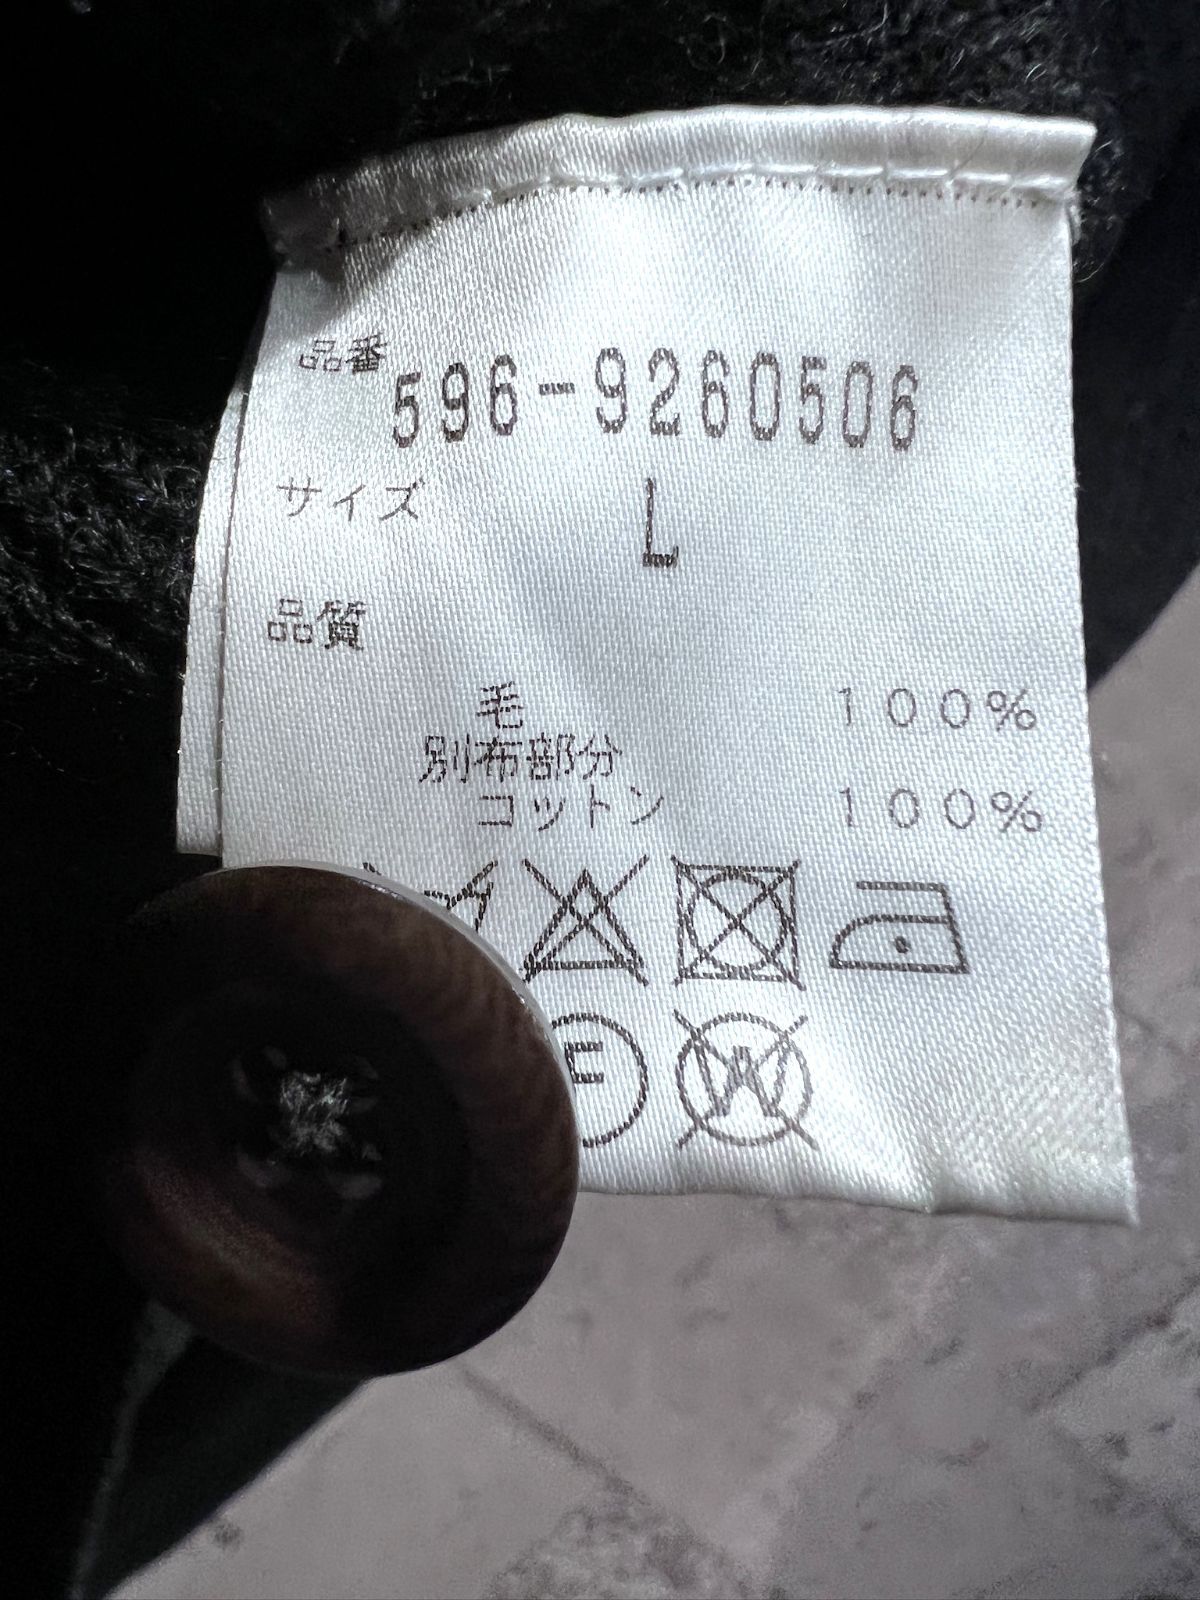 品番 596-9260506
サイズ L
品質
毛 100%
別布部分
コットン 100%
F W